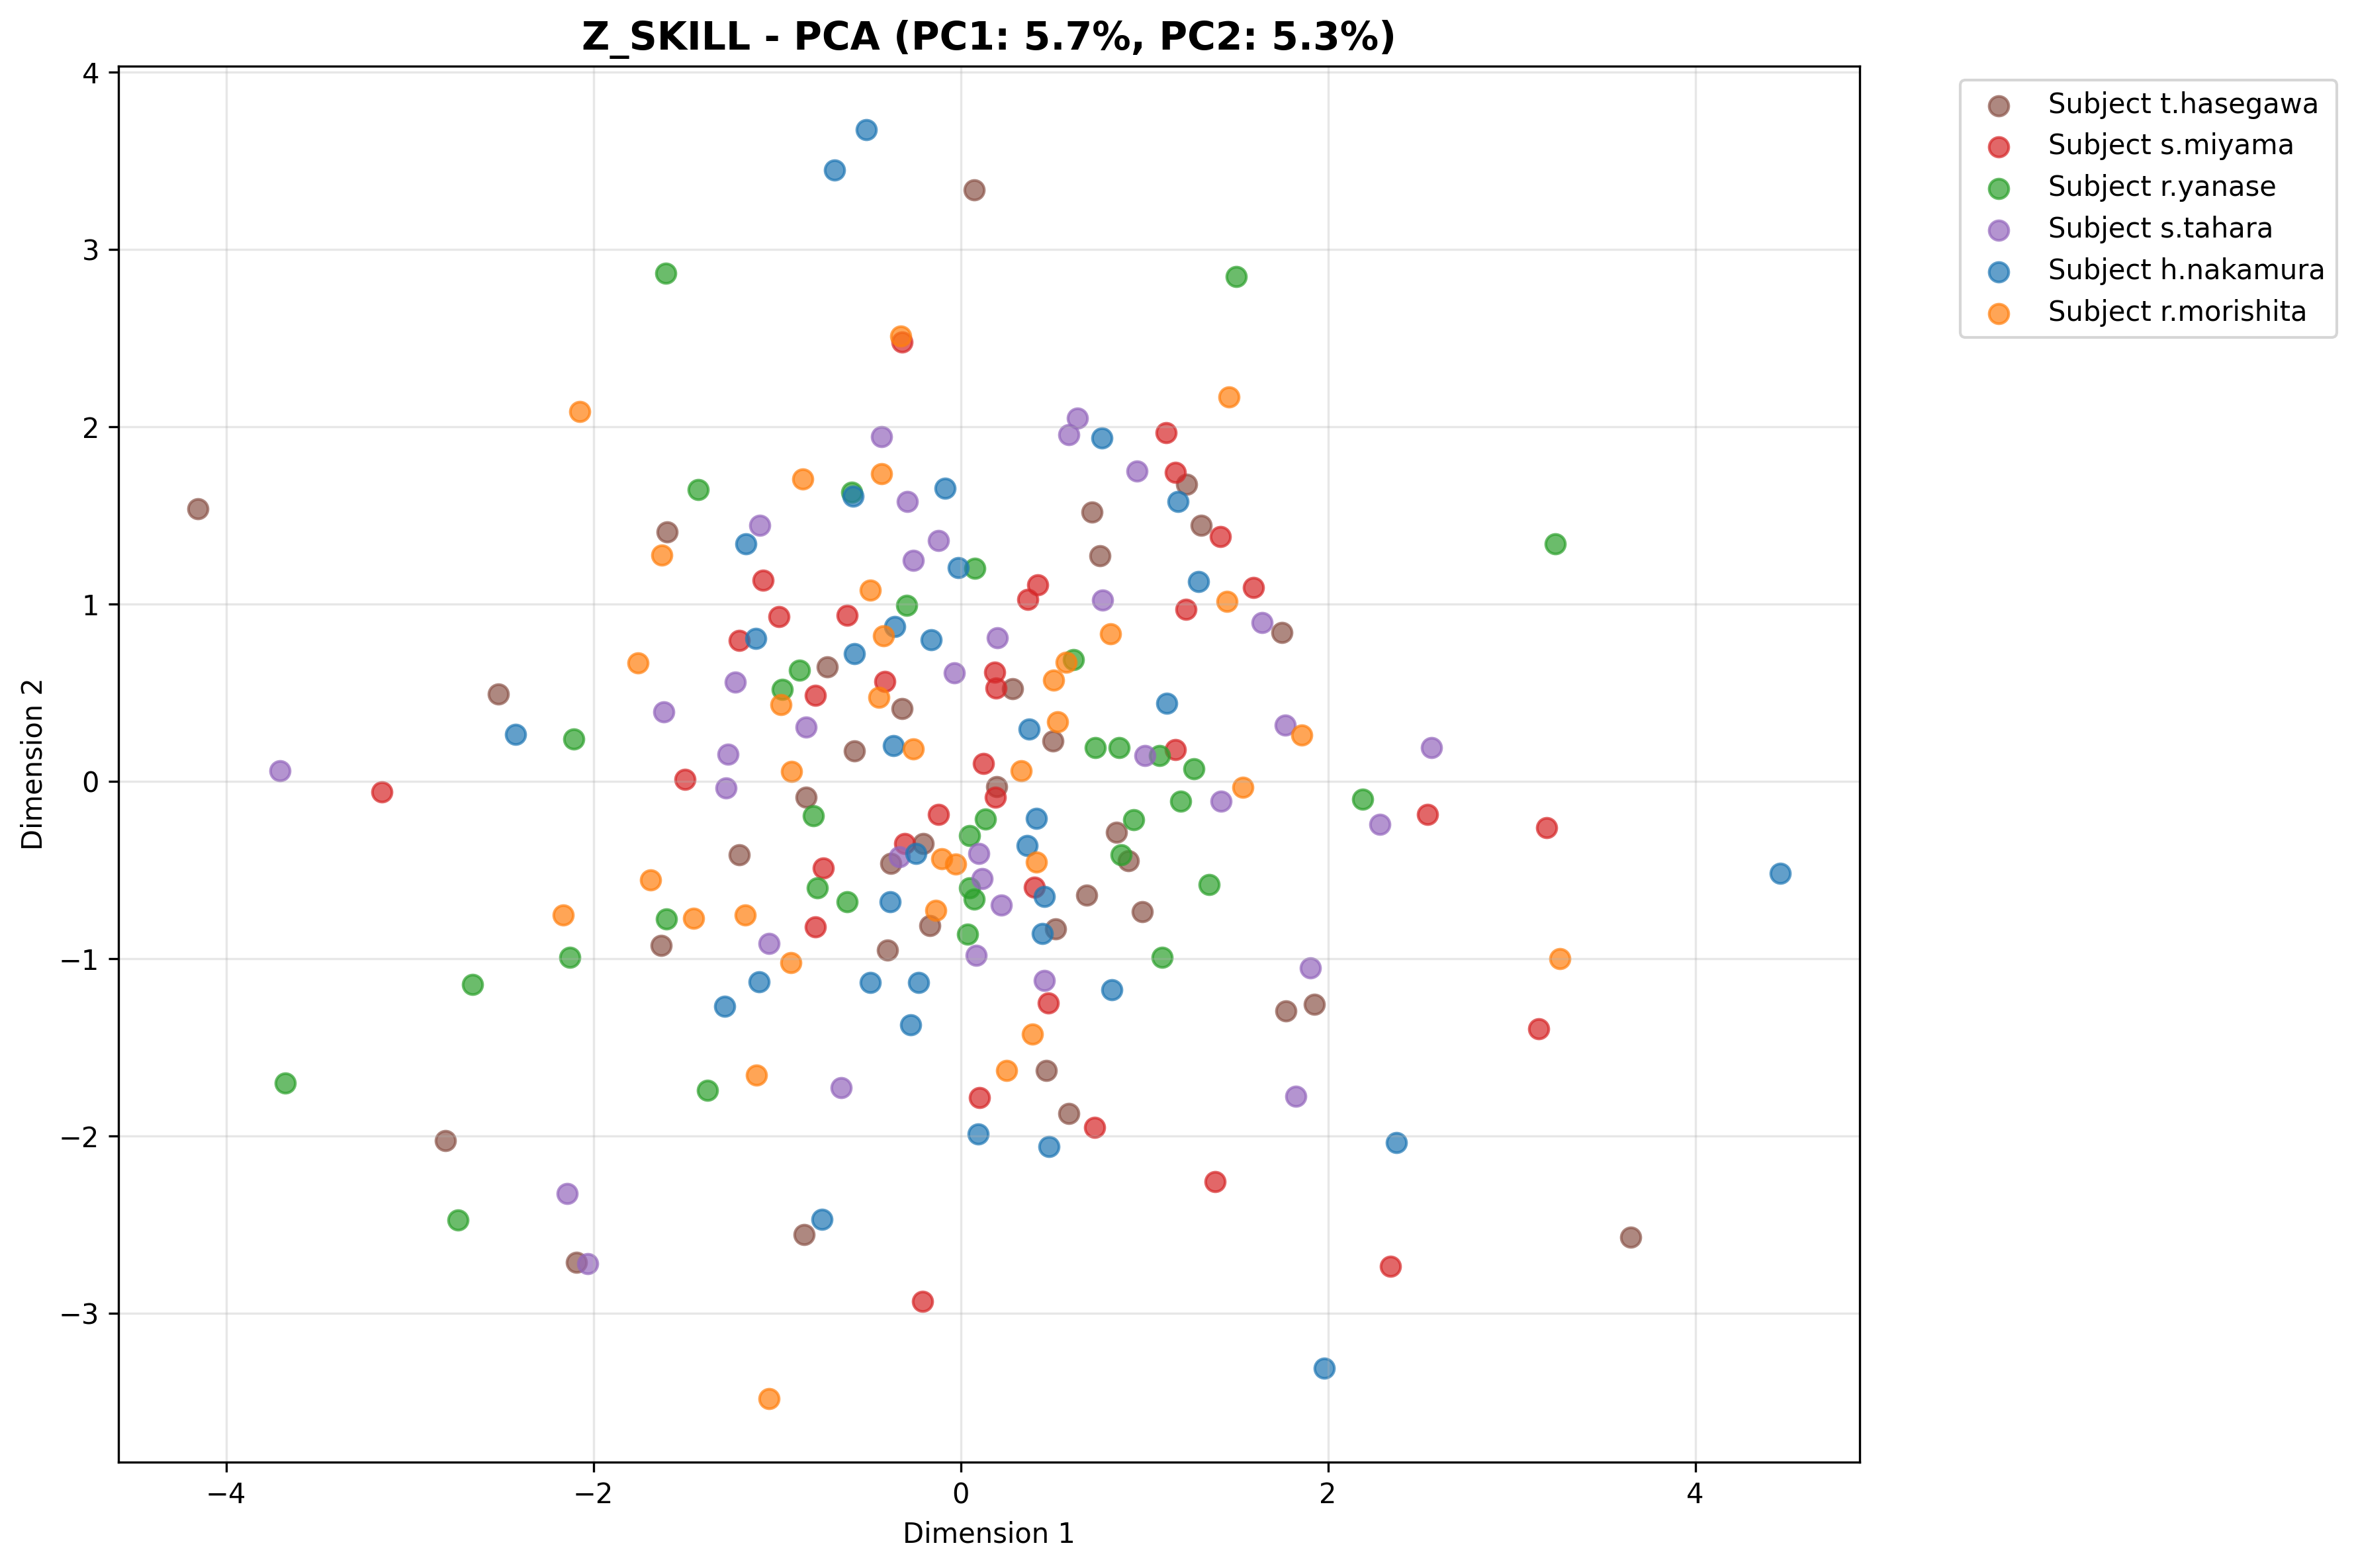 Z_SKILL - PCA (PC1: 5.7%, PC2: 5.3%)
Subject t.hasegawa
Subject s.miyama
Subject r.yanase
Subject s.tahara
Subject h.nakamura
Subject r.morishita
Dimension 2
4
3
2
1
0
−1
−2
−3
−4
−2
0
2
4
Dimension 1